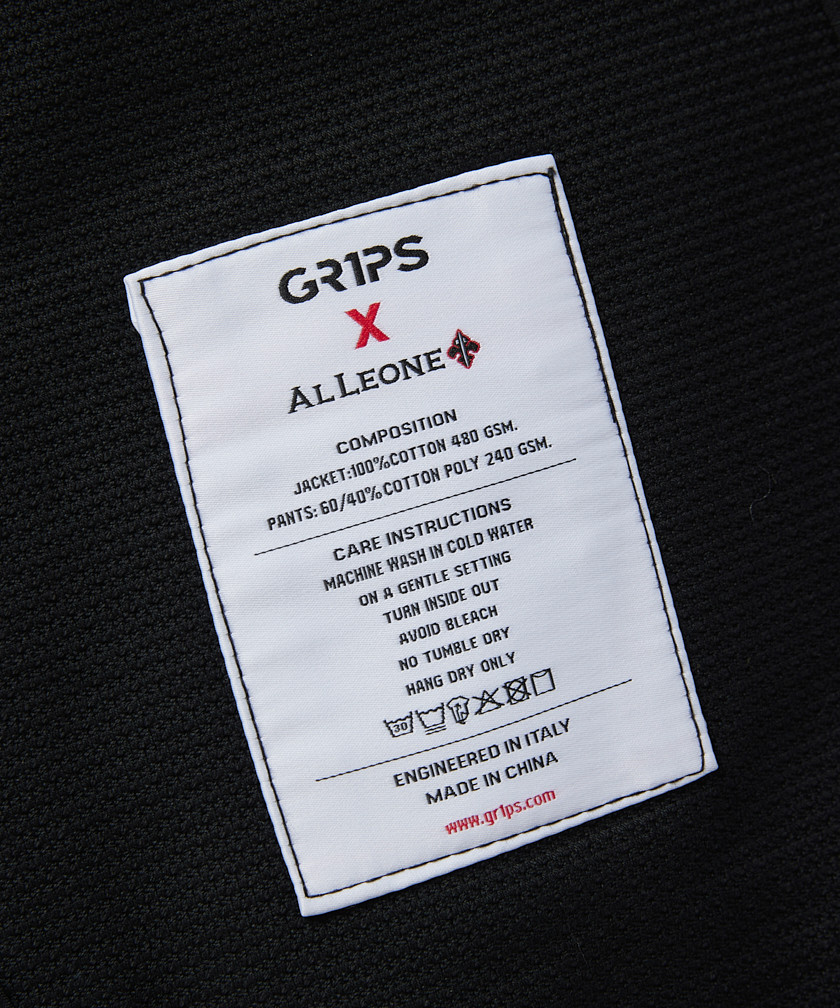 GR1PS
X
AL LEONE
COMPOSITION
JACKET:100%COTTON 480 GSM.
PANTS: 60/40%COTTON POLY 240 GSM.
CARE INSTRUCTIONS
MACHINE WASH IN COLD WATER
ON A GENTLE SETTING
TURN INSIDE OUT
AVOID BLEACH
NO TUMBLE DRY
HANG DRY ONLY
30
ENGINEERED IN ITALY
MADE IN CHINA
www.gr1ps.com